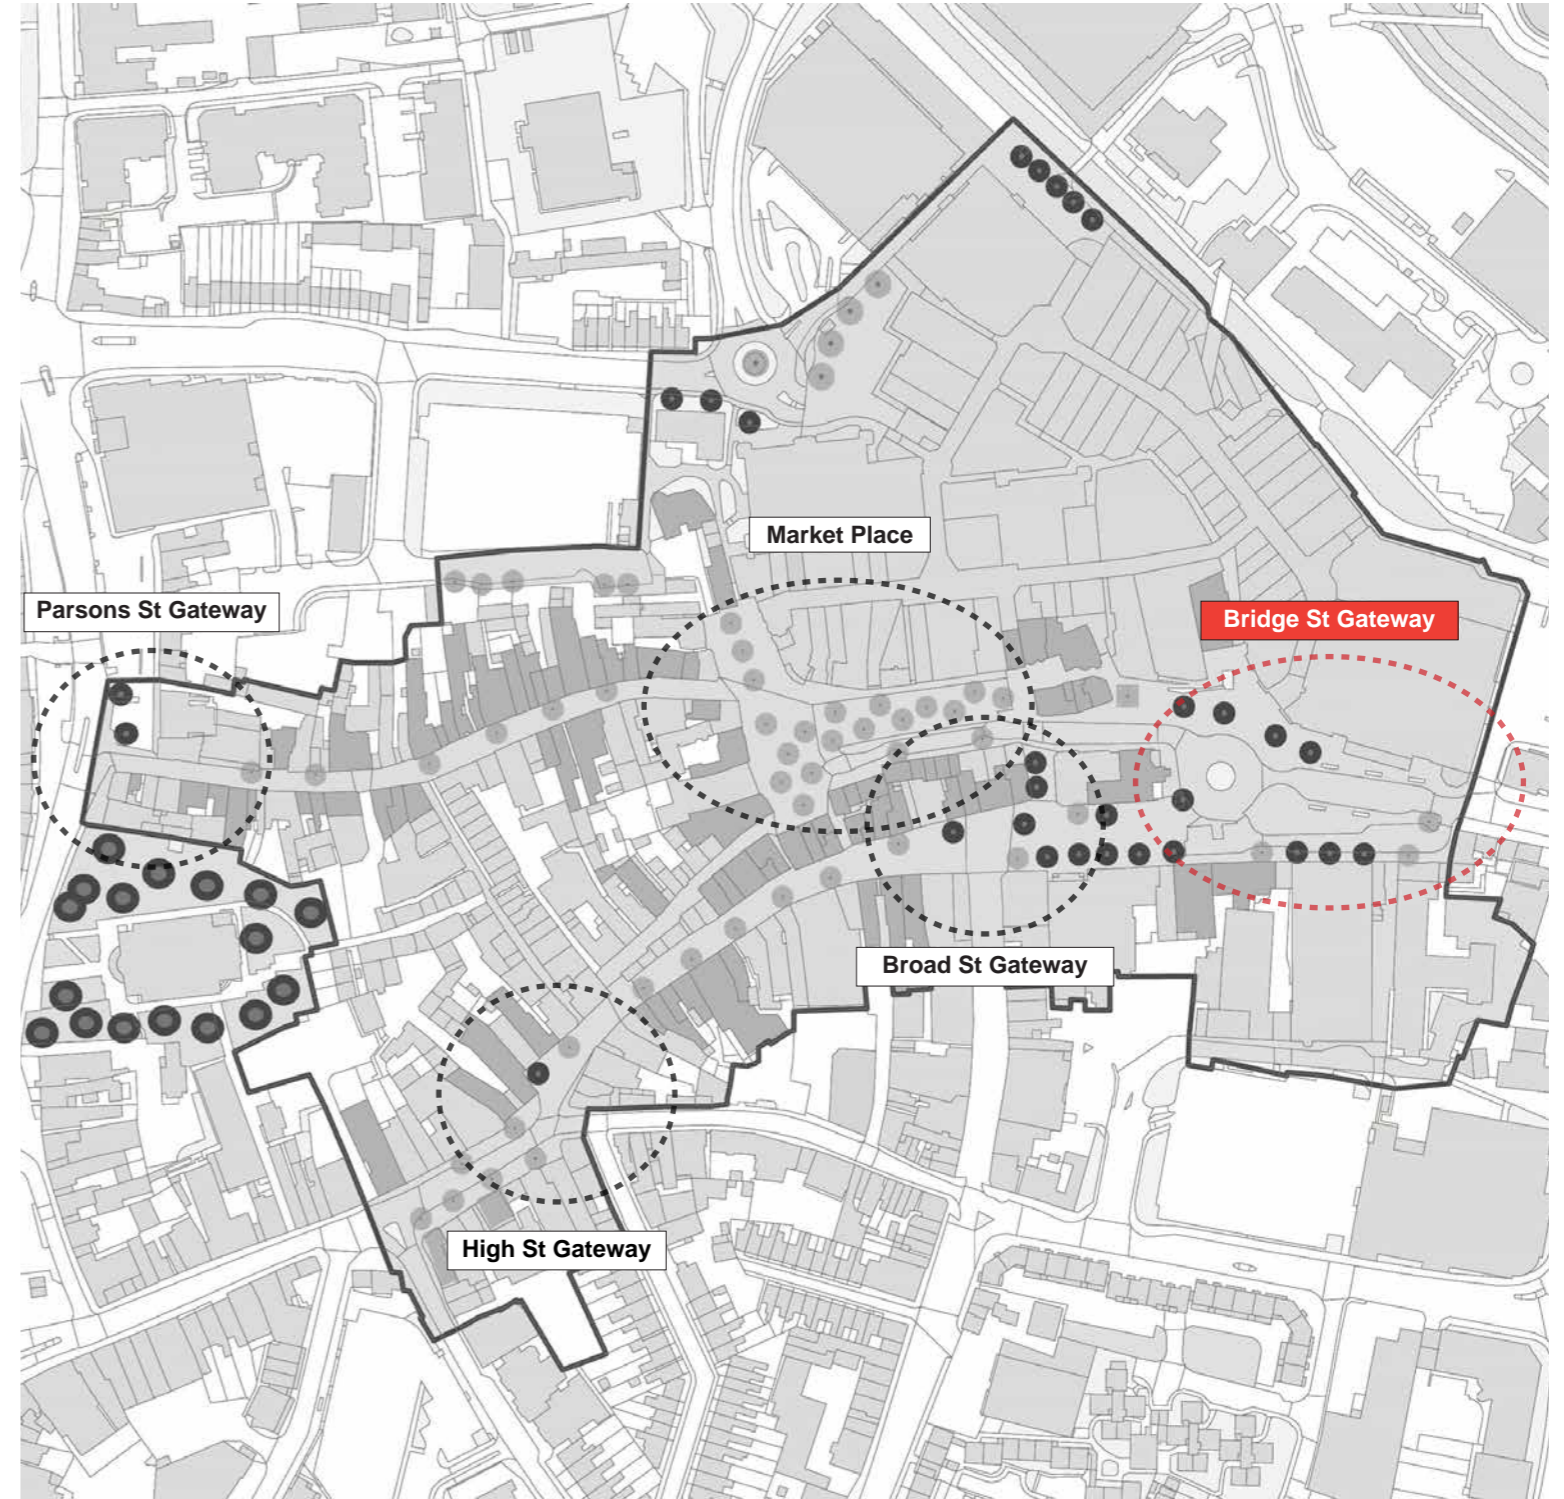 Market Place
Parsons St Gateway
Bridge St Gateway
Broad St Gateway
High St Gateway